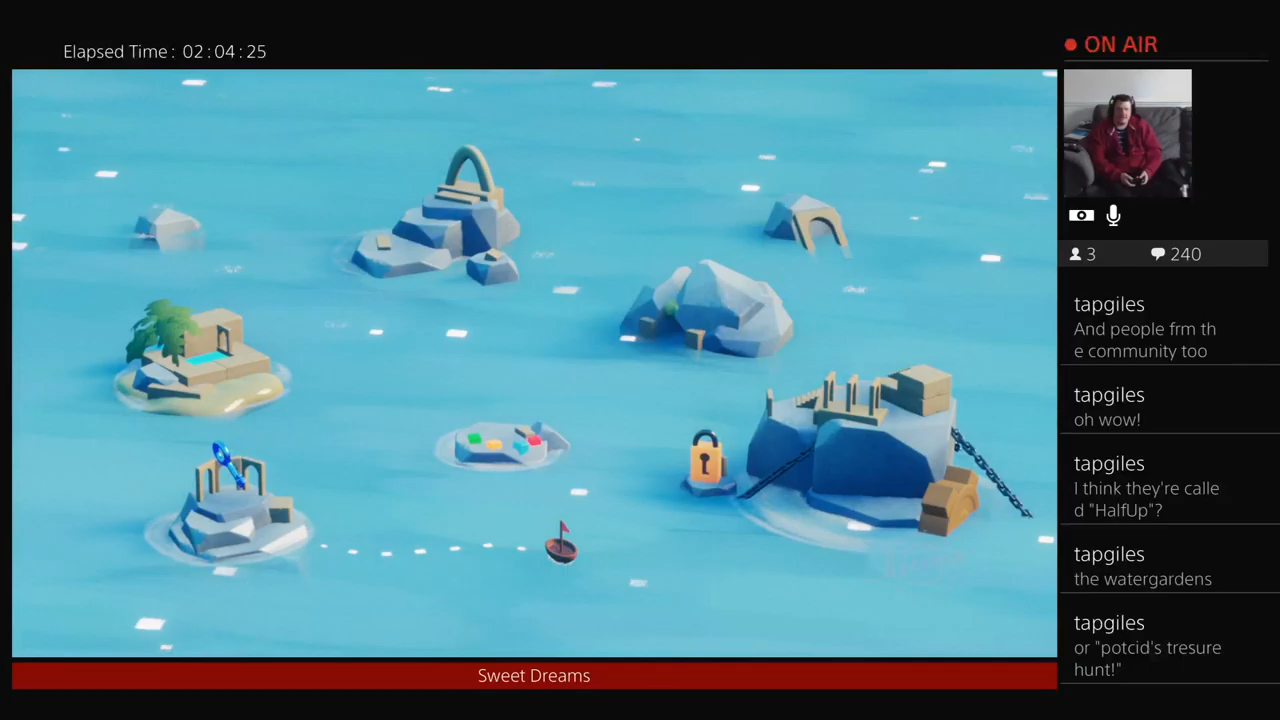 Elapsed Time: 02:04:25
ON AIR
3
240
tapgiles
And people frm th
e community too
tapgiles
oh wow!
tapgiles
I think they're calle
d "HalfUp"?
tapgiles
the watergardens
tapgiles
or "potcid's tresure
hunt!"
Sweet Dreams